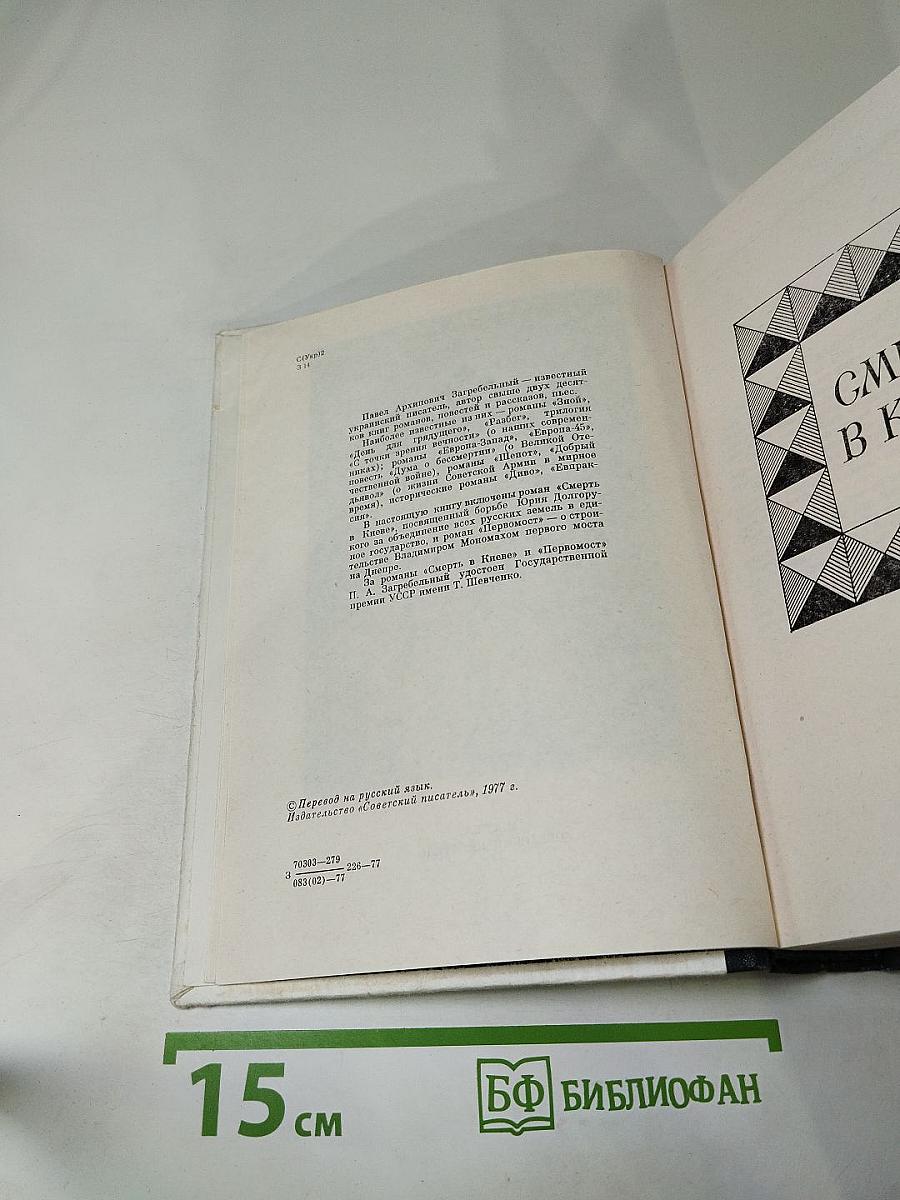 С(Укр)2
З 14
Павел Архипович Загребельный — известный
украинский писатель, автор свыше двух десят-
ков книг романов, повестей и рассказов, пьес.
Наиболее известные из них — романы «Зной»,
«День для грядущего», «Разбег», трилогия
«С точки зрения вечности» (о наших современ-
никах); романы «Европа-Запад», «Европа-45»,
повесть «Дума о бессмертии» (о Великой Оте-
чественной войне), романы «Шепот», «Добрый
дьявол» (о жизни Советской Армии в мирное
время), исторические романы «Диво», «Евпрак-
сия».
В настоящую книгу включены роман «Смерть
в Киеве», посвященный борьбе Юрия Долгору-
кого за объединение всех русских земель в еди-
ное государство, и роман «Первомост» — о строи-
тельстве Владимиром Мономахом первого моста
на Днепре.
За романы «Смерть в Киеве» и «Первомост»
П. А. Загребельный удостоен Государственной
премии УССР имени Т. Шевченко.
© Перевод на русский язык.
Издательство «Советский писатель», 1977 г.
З 70303—279 226—77
083(02)—77
СМЕ
В К
15 см
БФ БИБЛИОФАН